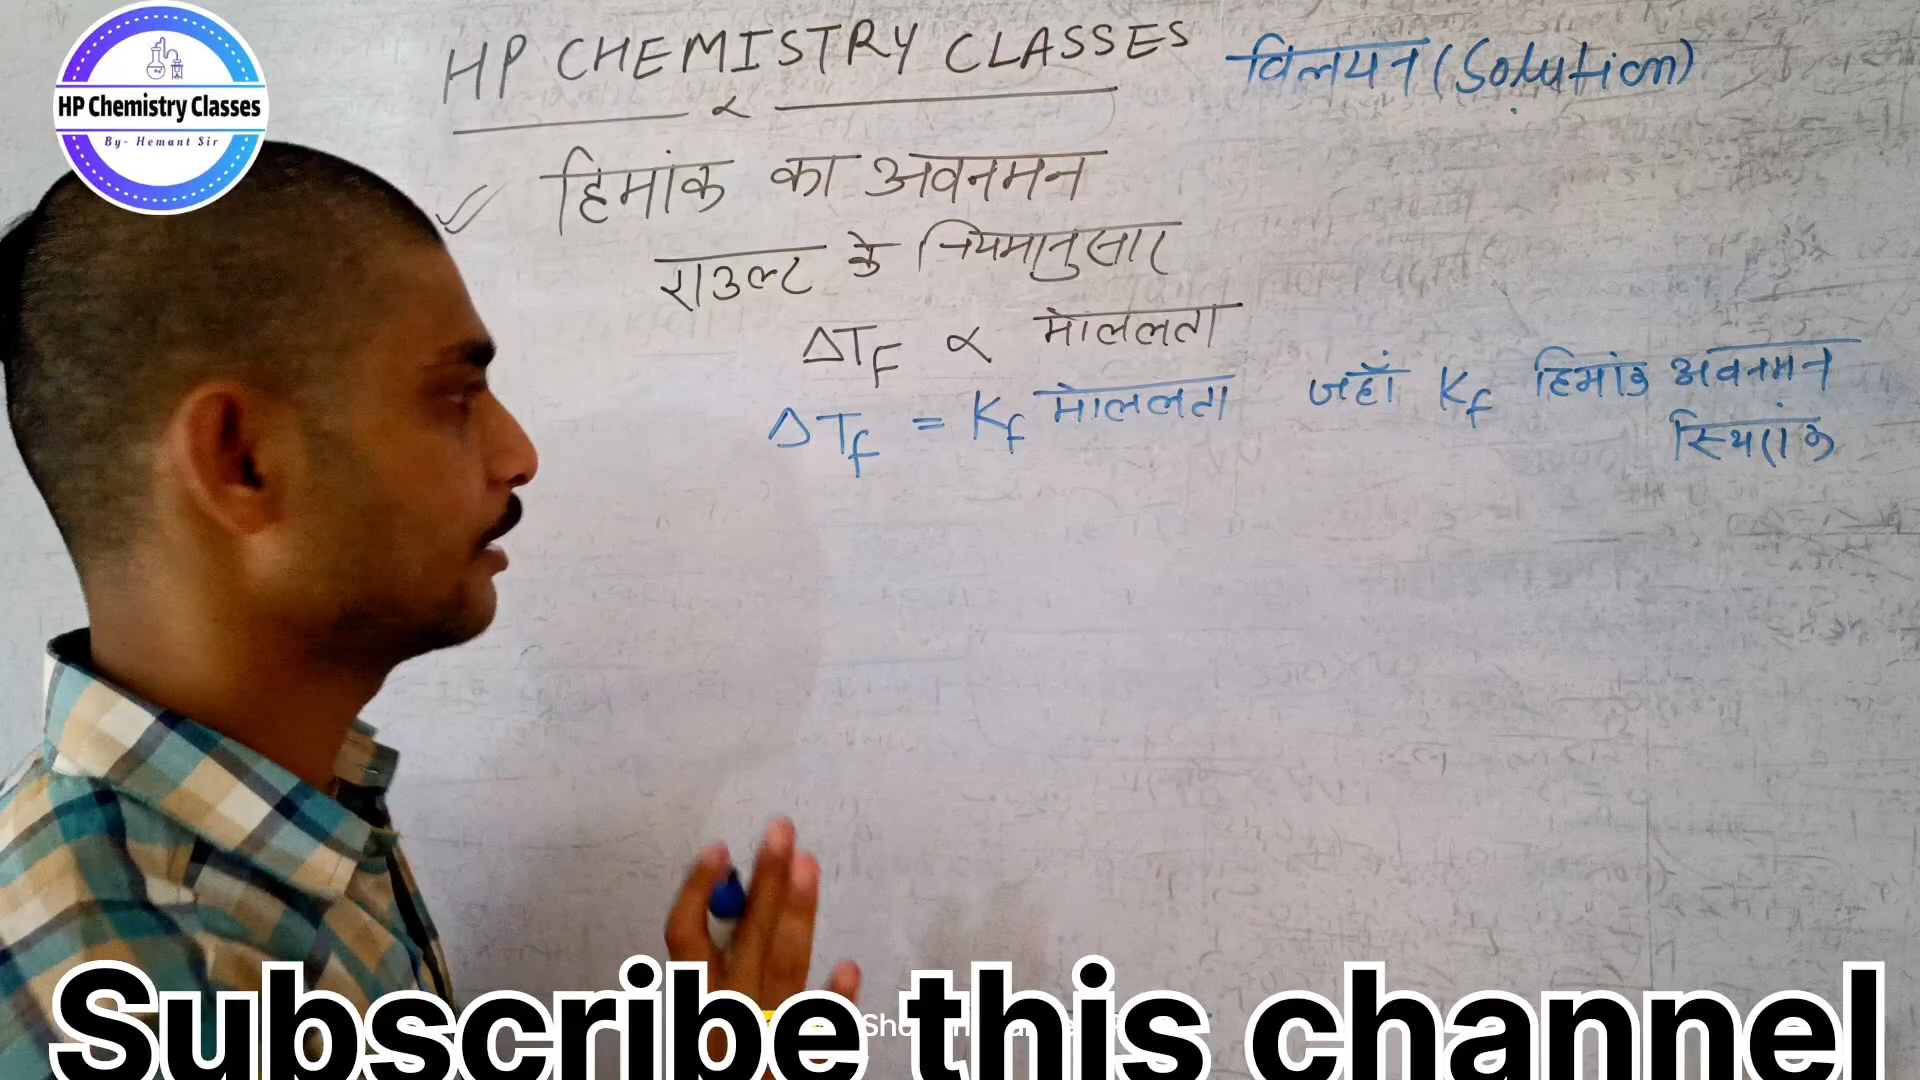 HP Chemistry Classes
By- Hemant Sir
HP CHEMISTRY CLASSES
विलयन (Solution)
हिमांक का अवनमन
राउल्ट के नियमानुसार
ΔTF ∝ मोललता
ΔTf = Kf मोललता जहाँ Kf हिमांक अवनमन
स्थिरांक
Subscribe this channel